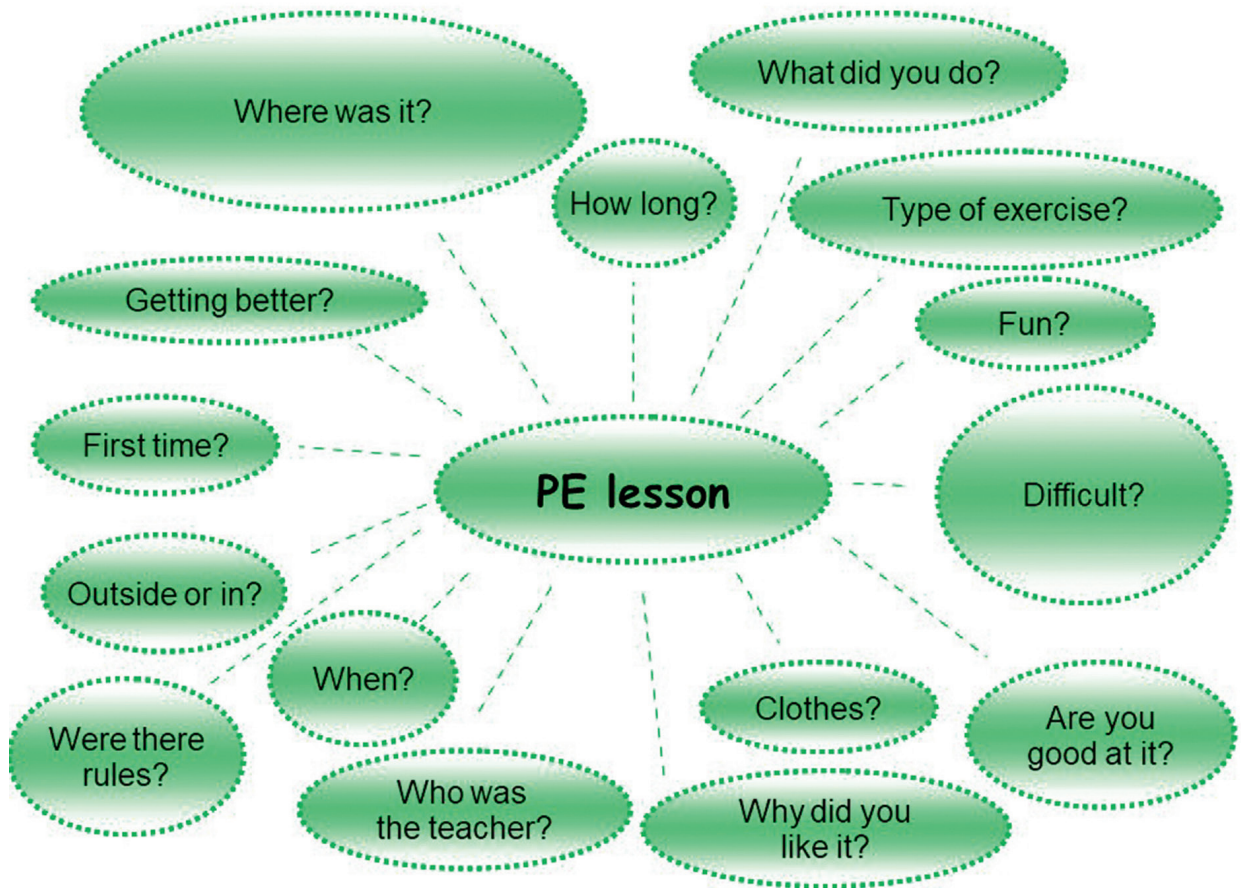 What did you do?
Where was it?
How long?
Type of exercise?
Getting better?
Fun?
First time?
PE lesson
Difficult?
Outside or in?
When?
Clothes?
Are you
good at it?
Were there
rules?
Who was
the teacher?
Why did you
like it?